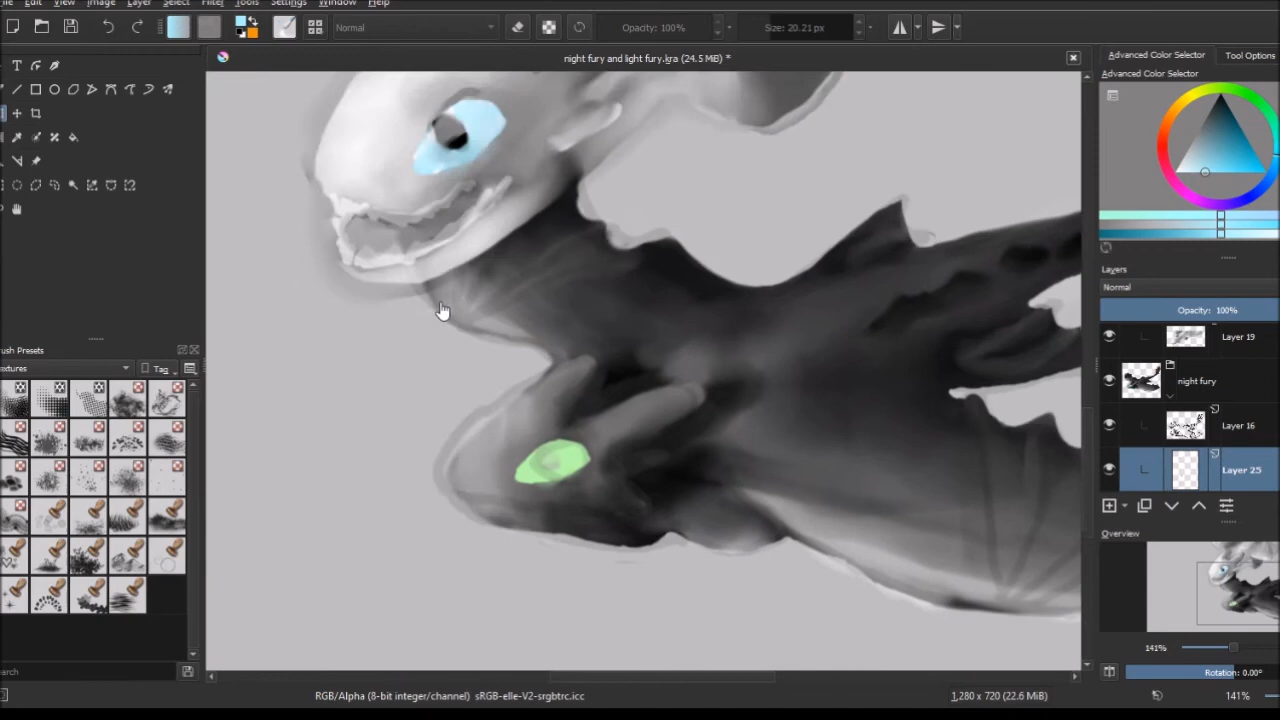 File Edit View Image Layer Select Filter Tools Settings Window Help
Normal
Opacity: 100%
Size: 20.21 px
night fury and light fury.kra (24.5 MiB) *
Advanced Color Selector Tool Options
Advanced Color Selector
Layers
Normal
Opacity: 100%
Layer 19
night fury
Layer 16
Layer 25
Overview
141%
Rotation: 0.00°
ush Presets
extures
Tag
earch
RGB/Alpha (8-bit integer/channel) sRGB-elle-V2-srgbtrc.icc
1,280 x 720 (22.6 MiB)
141%